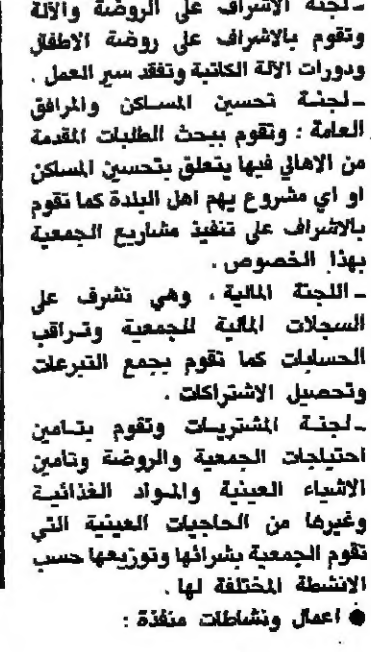 ـ لجنة الاشراف على الروضة والآلة
وتقوم بالاشراف على روضة الاطفال
ودورات الآلة الكاتبة وتفقد سير العمل .
ـ لجنة تحسين المساكن والمرافق
العامة : وتقوم ببحث الطلبات المقدمة
من الاهالي فيها يتعلق بتحسين المساكن
او اي مشروع يهم اهل البلدة كما تقوم
بالاشراف على تنفيذ مشاريع الجمعية
بهذا الخصوص .
ـ اللجنة المالية ، وهي تشرف على
السجلات المالية للجمعية وتراقب
الحسابات كما تقوم بجمع التبرعات
وتحصيل الاشتراكات .
ـ لجنة المشتريات وتقوم بتامين
احتياجات الجمعية والروضة وتامين
الاشياء العينية والمواد الغذائية
وغيرها من الحاجيات العينية التي
تقوم الجمعية بشرائها وتوزيعها حسب
الانشطة المختلفة لها .
● اعمال ونشاطات منفذة :